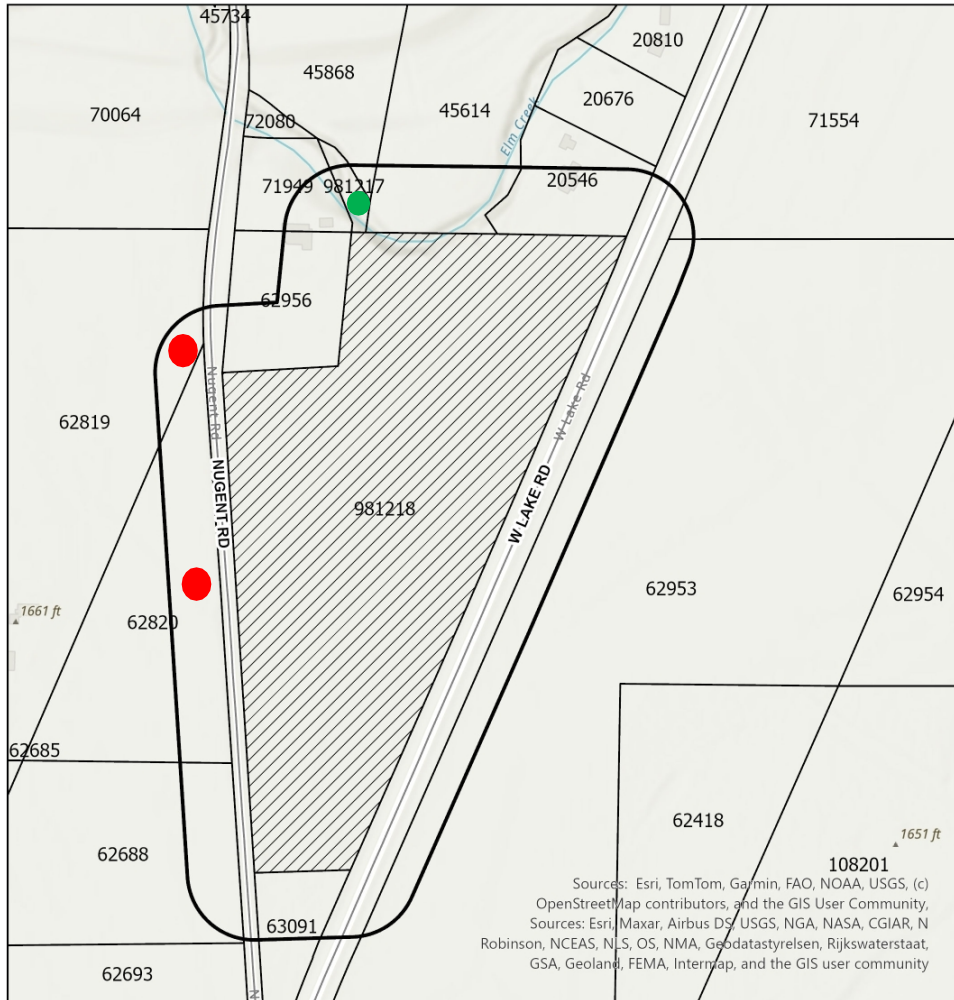 45734
20810
45868
20676
70064
45614
71554
72080
Elm Creek
71949
981217
20546
62956
Nugent Rd
W Lake Rd
62819
NUGENT RD
W LAKE RD
981218
62953
62954
1661 ft
62820
62685
62418
1651 ft
62688
108201
Sources: Esri, TomTom, Garmin, FAO, NOAA, USGS, (c)
OpenStreetMap contributors, and the GIS User Community,
Sources: Esri, Maxar, Airbus DS, USGS, NGA, NASA, CGIAR, N
Robinson, NCEAS, NLS, OS, NMA, Geodatastyrelsen, Rijkswaterstaat,
GSA, Geoland, FEMA, Intermap, and the GIS user community
63091
62693
N